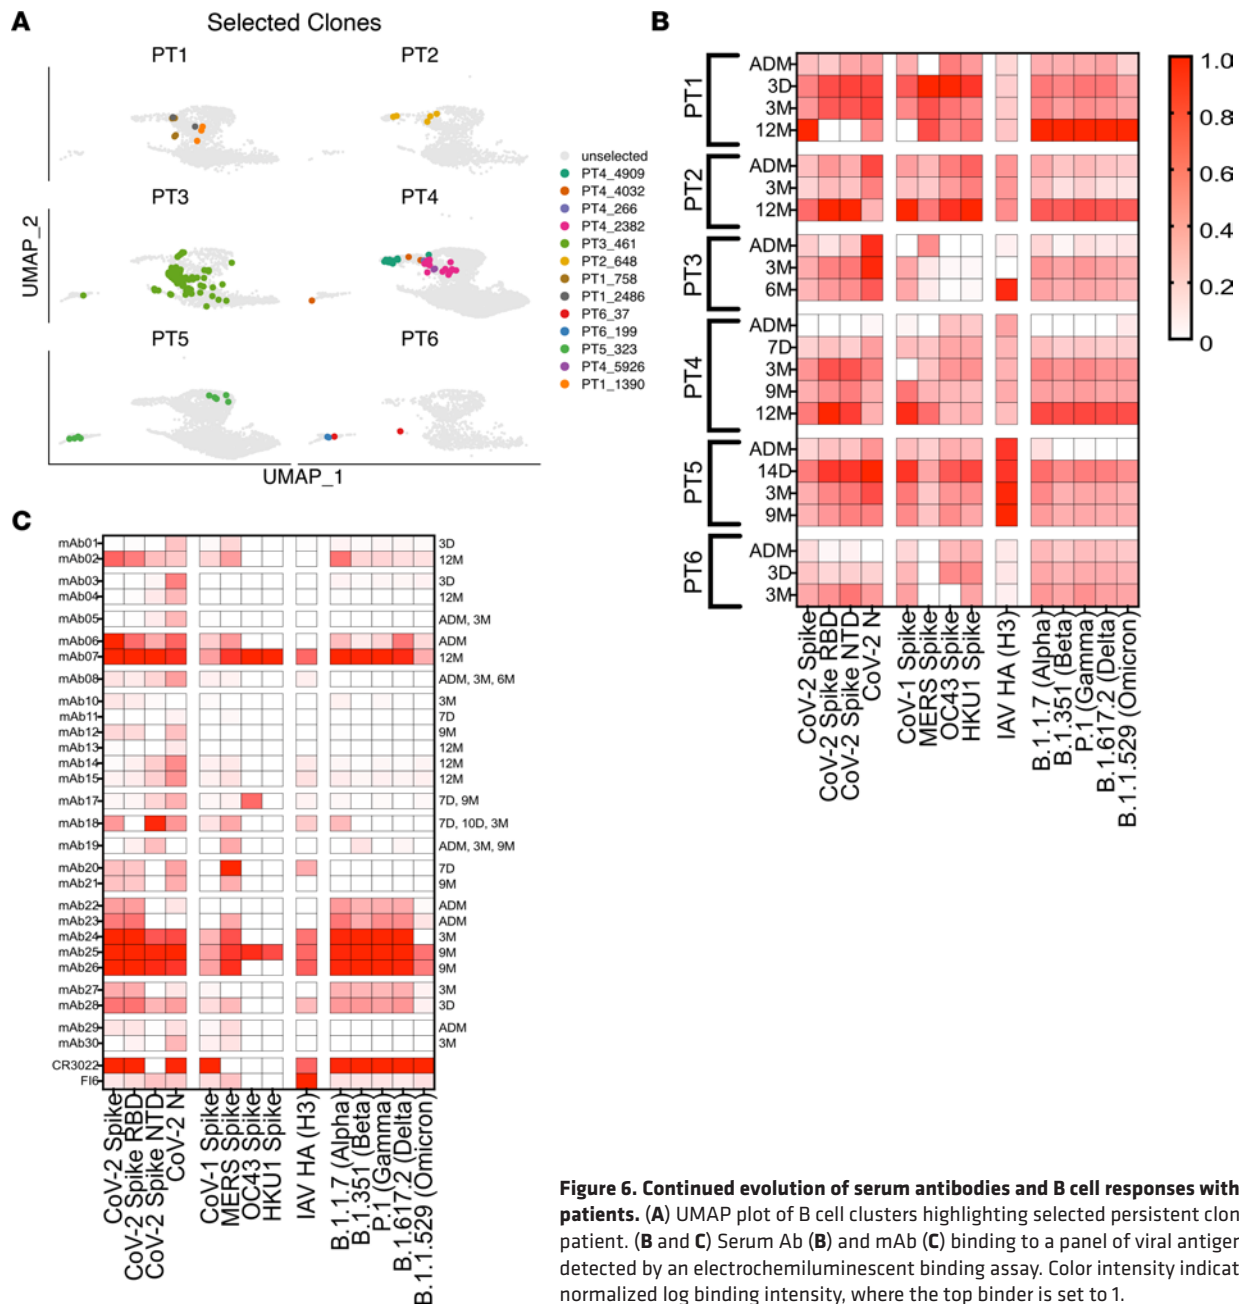 A
Selected Clones
PT1
PT2
PT3
PT4
PT5
PT6
UMAP_2
UMAP_1
unselected
PT4_4909
PT4_4032
PT4_266
PT4_2382
PT3_461
PT2_648
PT1_758
PT1_2486
PT6_37
PT6_199
PT5_323
PT4_5926
PT1_1390
B
PT1
ADM
3D
3M
12M
PT2
ADM
3M
12M
PT3
ADM
3M
6M
PT4
ADM
7D
3M
9M
12M
PT5
ADM
14D
3M
9M
PT6
ADM
3D
3M
CoV-2 Spike
CoV-2 Spike RBD
CoV-2 Spike NTD
CoV-2 N
CoV-1 Spike
MERS Spike
OC43 Spike
HKU1 Spike
IAV HA (H3)
B.1.1.7 (Alpha)
B.1.351 (Beta)
P.1 (Gamma)
B.1.617.2 (Delta)
B.1.1.529 (Omicron)
1.0
0.8
0.6
0.4
0.2
0
C
mAb01 3D
mAb02 12M
mAb03 3D
mAb04 12M
mAb05 ADM, 3M
mAb06 ADM
mAb07 12M
mAb08 ADM, 3M, 6M
mAb10 3M
mAb11 7D
mAb12 9M
mAb13 12M
mAb14 12M
mAb15 12M
mAb17 7D, 9M
mAb18 7D, 10D, 3M
mAb19 ADM, 3M, 9M
mAb20 7D
mAb21 9M
mAb22 ADM
mAb23 ADM
mAb24 3M
mAb25 9M
mAb26 9M
mAb27 3M
mAb28 3D
mAb29 ADM
mAb30 3M
CR3022
FI6
CoV-2 Spike
CoV-2 Spike RBD
CoV-2 Spike NTD
CoV-2 N
CoV-1 Spike
MERS Spike
OC43 Spike
HKU1 Spike
IAV HA (H3)
B.1.1.7 (Alpha)
B.1.351 (Beta)
P.1 (Gamma)
B.1.617.2 (Delta)
B.1.1.529 (Omicron)
Figure 6. Continued evolution of serum antibodies and B cell responses with
patients. (A) UMAP plot of B cell clusters highlighting selected persistent clon
patient. (B and C) Serum Ab (B) and mAb (C) binding to a panel of viral antigen
detected by an electrochemiluminescent binding assay. Color intensity indicat
normalized log binding intensity, where the top binder is set to 1.